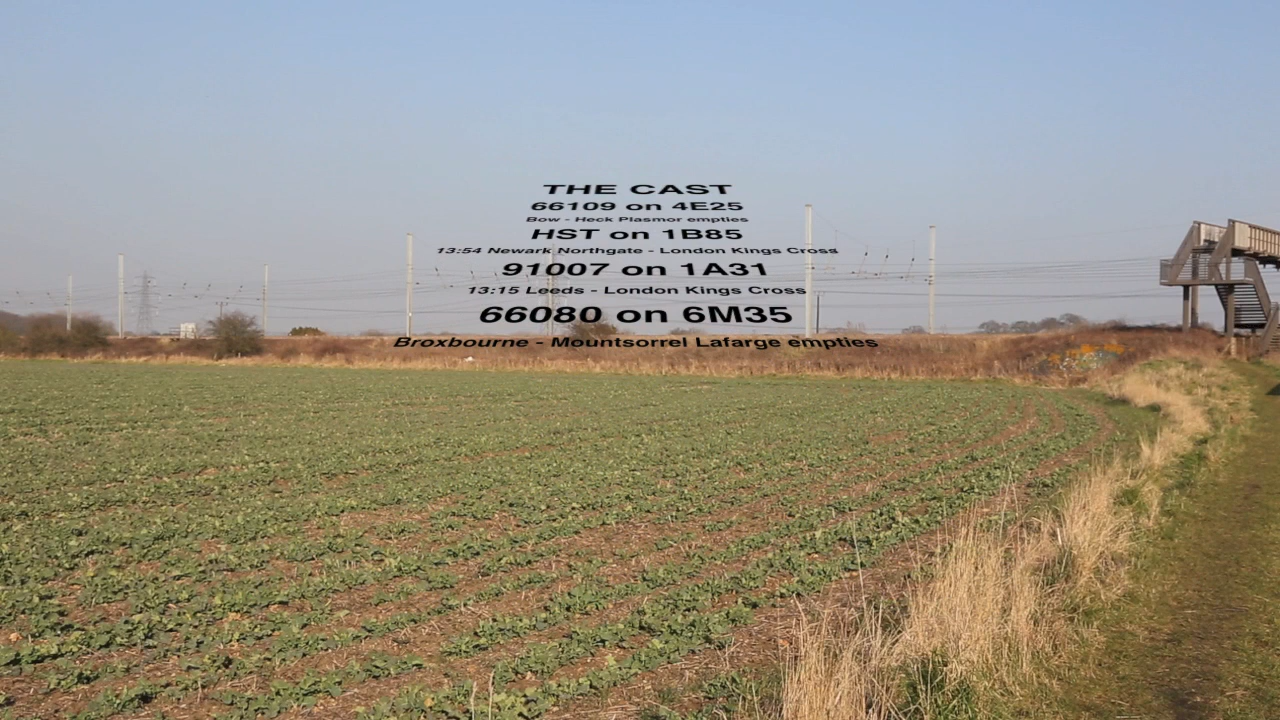 THE CAST
66109 on 4E25
Bow - Heck Plasmor empties
HST on 1B85
13:54 Newark Northgate - London Kings Cross
91007 on 1A31
13:15 Leeds - London Kings Cross
66080 on 6M35
Broxbourne - Mountsorrel Lafarge empties